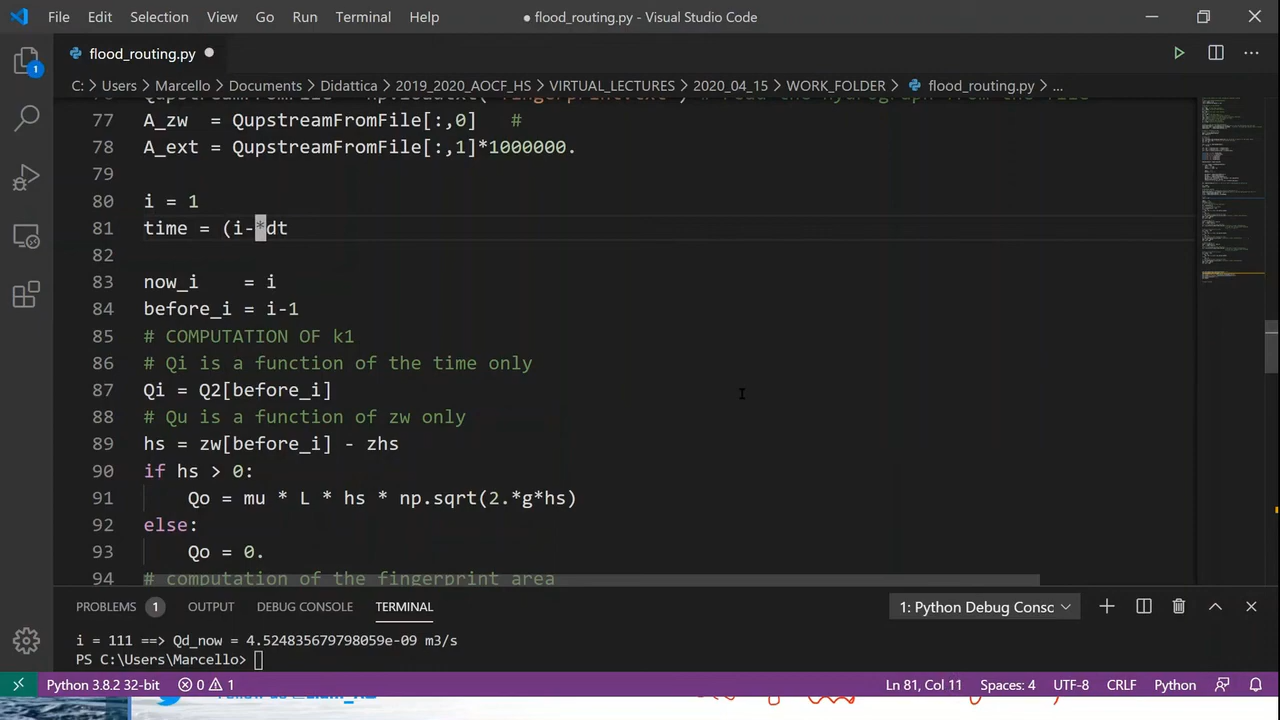 File Edit Selection View Go Run Terminal Help ● flood_routing.py - Visual Studio Code
flood_routing.py
C: > Users > Marcello > Documents > Didattica > 2019_2020_AOCF_HS > VIRTUAL_LECTURES > 2020_04_15 > WORK_FOLDER > flood_routing.py > ...
77 A_zw = QupstreamFromFile[:,0] #
78 A_ext = QupstreamFromFile[:,1]*1000000.
79
80 i = 1
81 time = (i-*dt
82
83 now_i = i
84 before_i = i-1
85 # COMPUTATION OF k1
86 # Qi is a function of the time only
87 Qi = Q2[before_i]
88 # Qu is a function of zw only
89 hs = zw[before_i] - zhs
90 if hs > 0:
91 Qo = mu * L * hs * np.sqrt(2.*g*hs)
92 else:
93 Qo = 0.
94 # computation of the fingerprint area
PROBLEMS 1 OUTPUT DEBUG CONSOLE TERMINAL 1: Python Debug Consc
i = 111 ==> Qd_now = 4.524835679798059e-09 m3/s
PS C:\Users\Marcello>
Python 3.8.2 32-bit 0 1 Ln 81, Col 11 Spaces: 4 UTF-8 CRLF Python